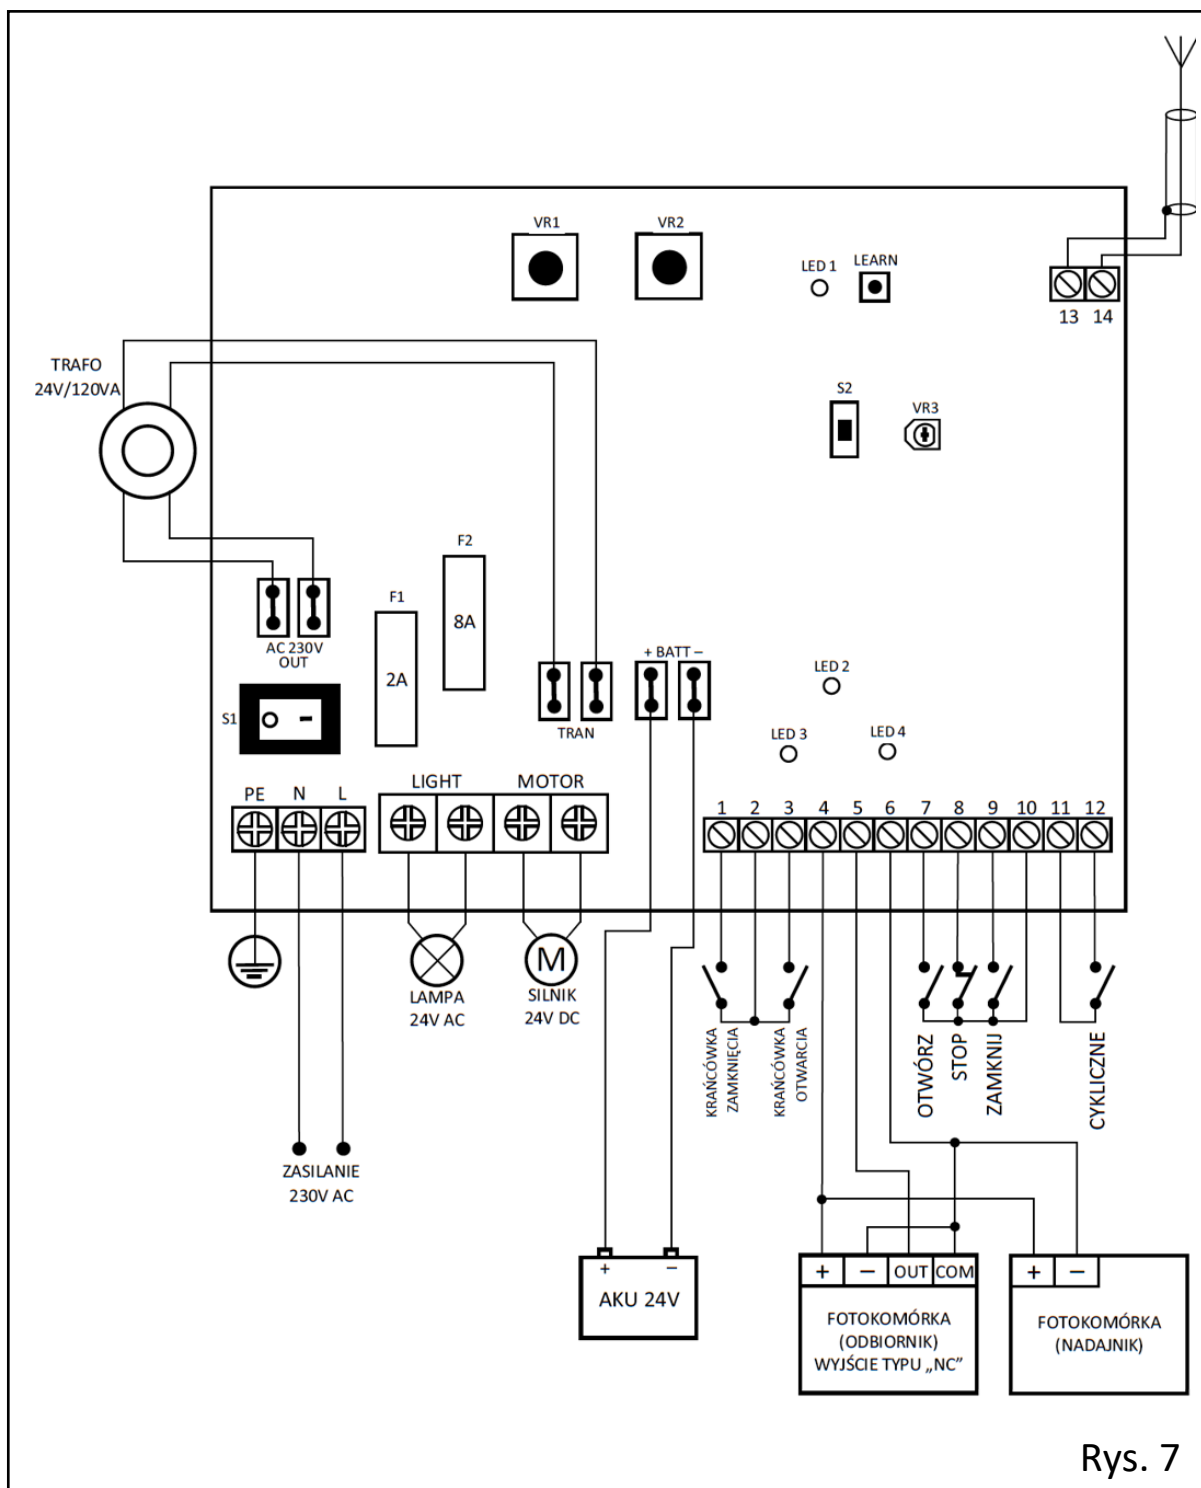 VR1
VR2
LED 1
LEARN
13 14
TRAFO
24V/120VA
S2
VR3
F2
8A
F1
2A
AC 230V
OUT
S1
+ BATT –
TRAN
LED 2
LED 3
LED 4
PE N L
LIGHT MOTOR
1 2 3 4 5 6 7 8 9 10 11 12
M
LAMPA
24V AC
SILNIK
24V DC
KRAŃCÓWKA
ZAMKNIĘCIA
KRAŃCÓWKA
OTWARCIA
OTWÓRZ
STOP
ZAMKNIJ
CYKLICZNE
ZASILANIE
230V AC
+ –
AKU 24V
+ – OUT COM
FOTOKOMÓRKA
(ODBIORNIK)
WYJŚCIE TYPU „NC”
+ –
FOTOKOMÓRKA
(NADAJNIK)
Rys. 7